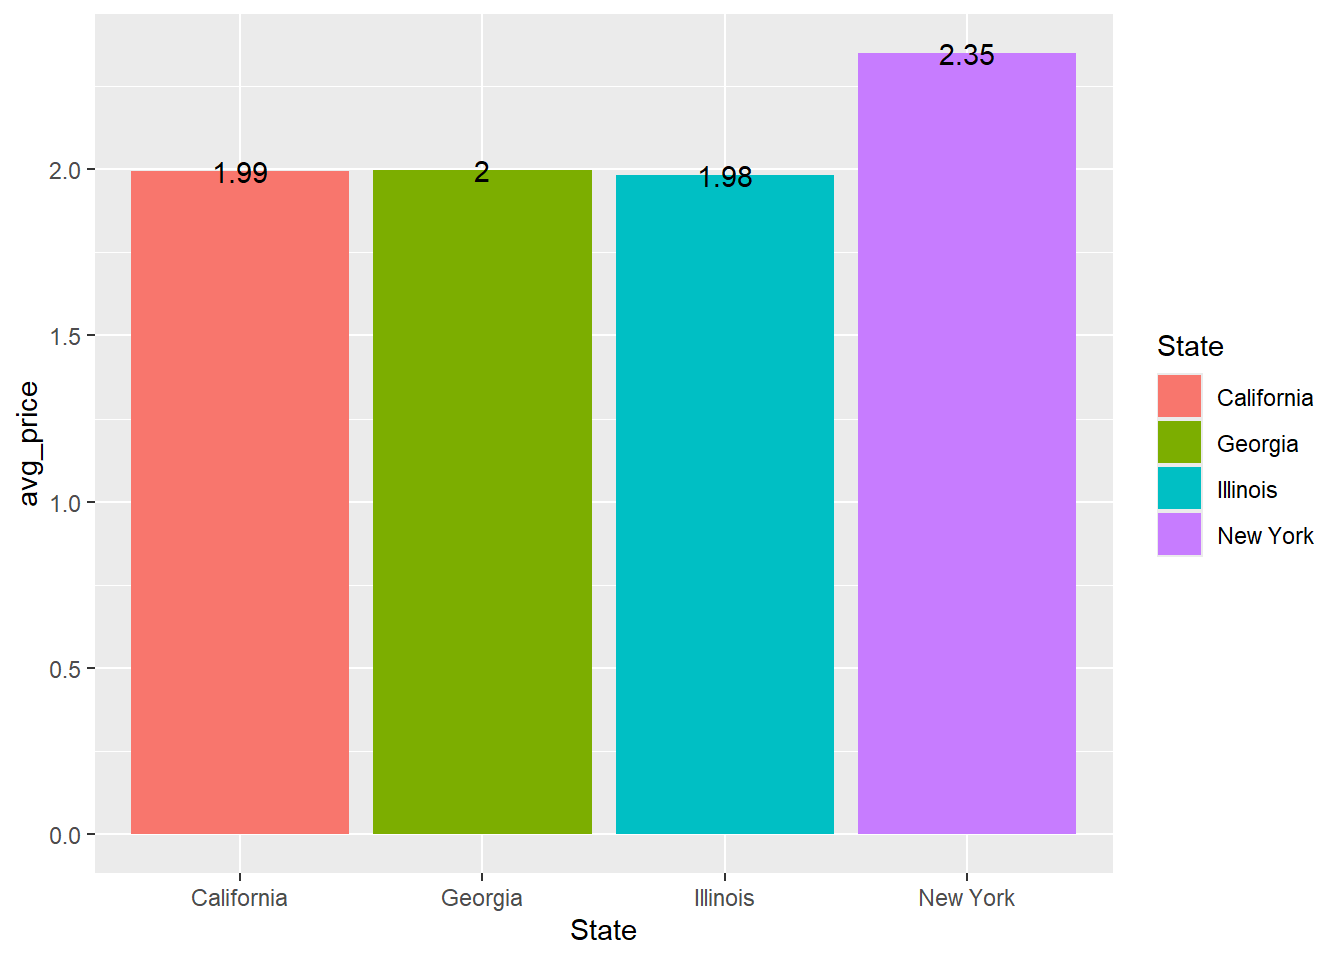 2.35
1.99
2
1.98
2.0
1.5
1.0
0.5
0.0
avg_price
California
Georgia
Illinois
New York
State
State
California
Georgia
Illinois
New York